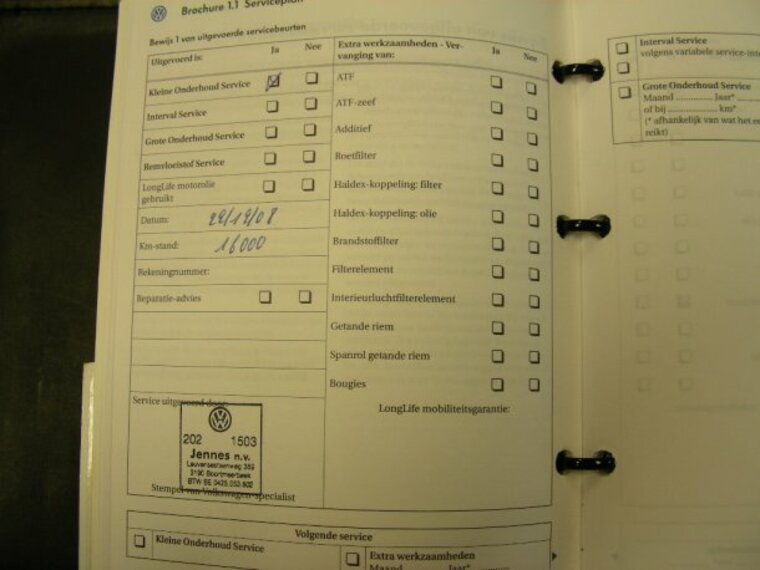 Brochure 1.1 Serviceplan
Bewijs 1 van uitgevoerde servicebeurten
Uitgevoerd is: Ja Nee
Kleine Onderhoud Service
Interval Service
Grote Onderhoud Service
Remvloeistof Service
LongLife motorolie
gebruikt
Datum: 22/12/08
Km-stand: 16000
Rekeningnummer:
Reparatie-advies
Service uitgevoerd door:
202 1503
Jennes n.v.
Leuvensesteenweg 359
3190 Boortmeerbeek
Stempel van Volkswagen-specialist
Extra werkzaamheden - Ver-
vanging van: Ja Nee
ATF
ATF-zeef
Additief
Roetfilter
Haldex-koppeling: filter
Haldex-koppeling: olie
Brandstoffilter
Filterelement
Interieurluchtfilterelement
Getande riem
Spanrol getande riem
Bougies
LongLife mobiliteitsgarantie:
Volgende service
Kleine Onderhoud Service
Extra werkzaamheden
Maand ........ Jaar*
Interval Service
volgens variabele service-
Grote Onderhoud Service
Maand ............... Jaar*
of bij ............... km*
(* afhankelijk van wat het
reikt)